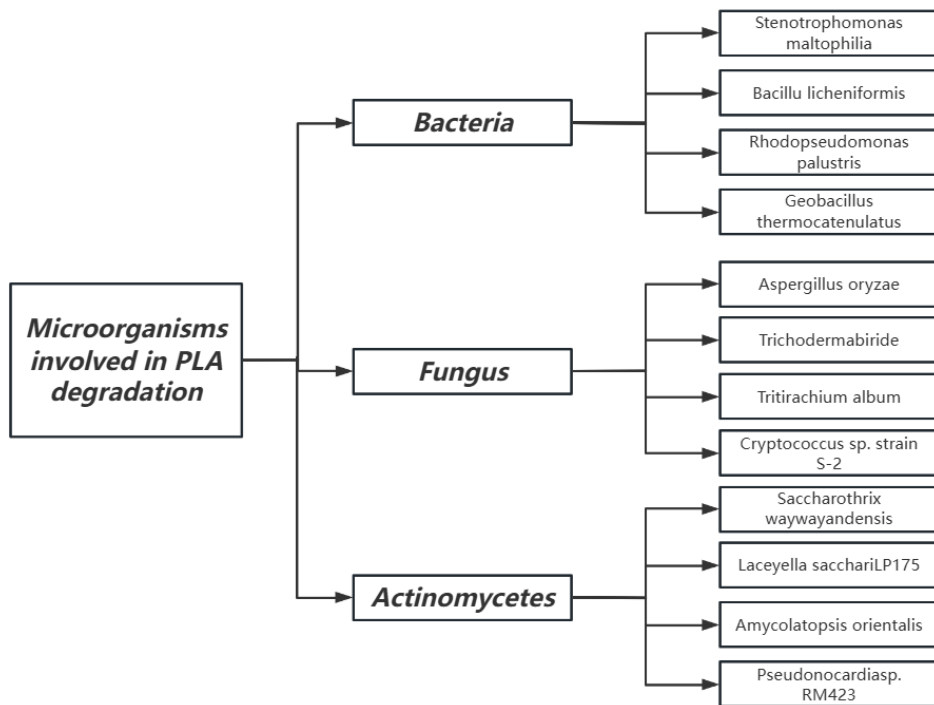 Microorganisms
involved in PLA
degradation
Bacteria
Stenotrophomonas
maltophilia
Bacillu licheniformis
Rhodopseudomonas
palustris
Geobacillus
thermocatenulatus
Fungus
Aspergillus oryzae
Trichodermabiride
Tritirachium album
Cryptococcus sp. strain
S-2
Actinomycetes
Saccharothrix
waywayandensis
Laceyella sacchariLP175
Amycolatopsis orientalis
Pseudonocardiasp.
RM423